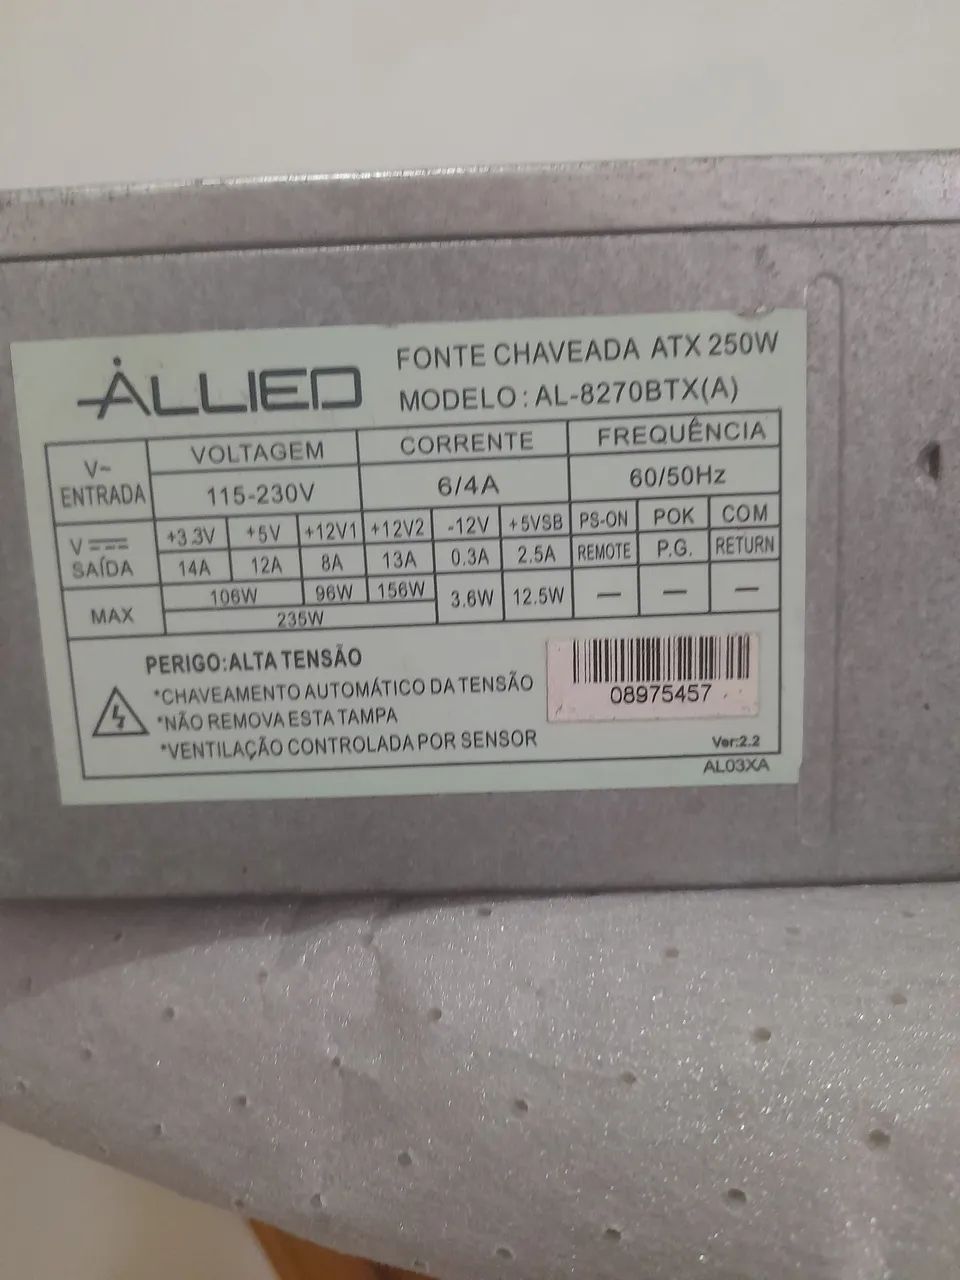 ALLIED
FONTE CHAVEADA ATX 250W
MODELO : AL-8270BTX(A)
V~ ENTRADA VOLTAGEM CORRENTE FREQUÊNCIA
115-230V 6/4A 60/50Hz
V SAÍDA +3.3V +5V +12V1 +12V2 -12V +5VSB PS-ON POK COM
14A 12A 8A 13A 0.3A 2.5A REMOTE P.G. RETURN
MAX 106W 96W 156W 3.6W 12.5W — — —
235W
PERIGO:ALTA TENSÃO
*CHAVEAMENTO AUTOMÁTICO DA TENSÃO
*NÃO REMOVA ESTA TAMPA
*VENTILAÇÃO CONTROLADA POR SENSOR
08975457
Ver:2.2
AL03XA